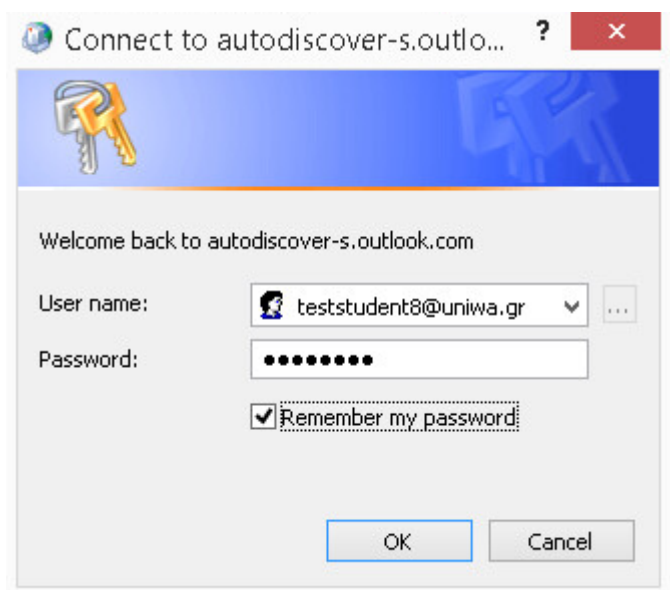 Connect to autodiscover-s.outlo... ?
Welcome back to autodiscover-s.outlook.com
User name: teststudent8@uniwa.gr ...
Password: ●●●●●●●●
Remember my password
OK Cancel